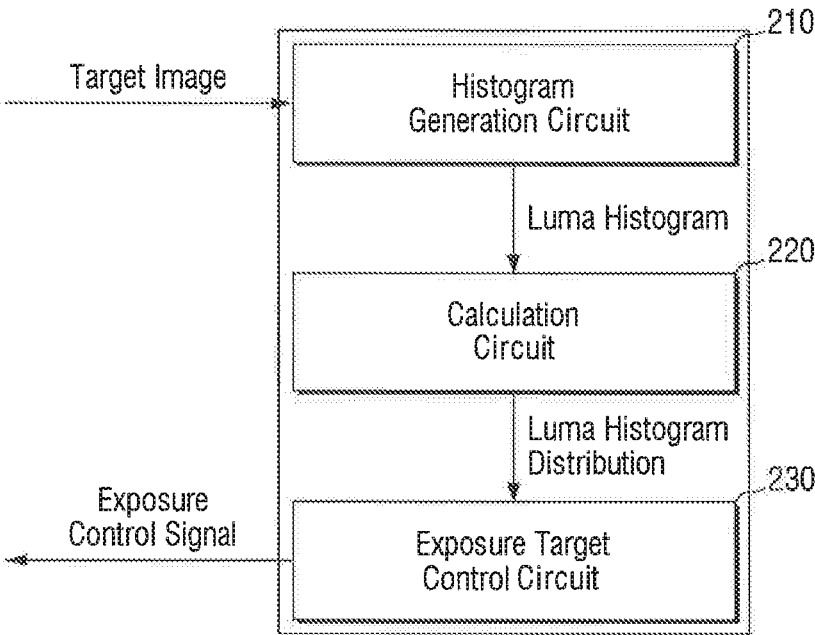 210
Target Image
Histogram
Generation Circuit
Luma Histogram
220
Calculation
Circuit
Luma Histogram
Distribution
230
Exposure
Control Signal
Exposure Target
Control Circuit